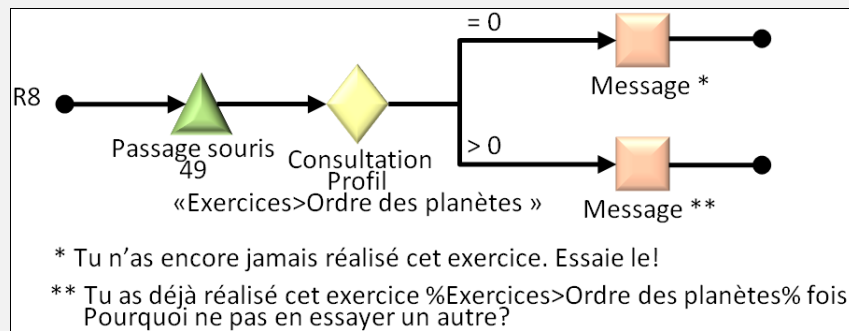 = 0
Message *
R8
Passage souris
49
Consultation
Profil
«Exercices>Ordre des planètes »
> 0
Message **
* Tu n'as encore jamais réalisé cet exercice. Essaie le!
** Tu as déjà réalisé cet exercice %Exercices>Ordre des planètes% fois
Pourquoi ne pas en essayer un autre?